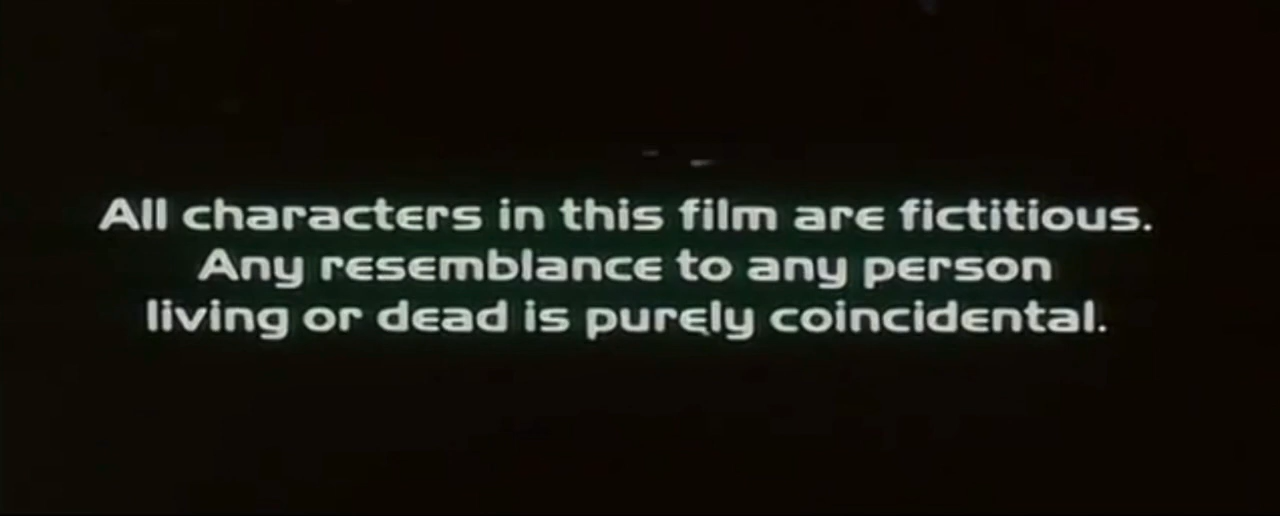 All characters in this film are fictitious.
Any resemblance to any person
living or dead is purely coincidental.